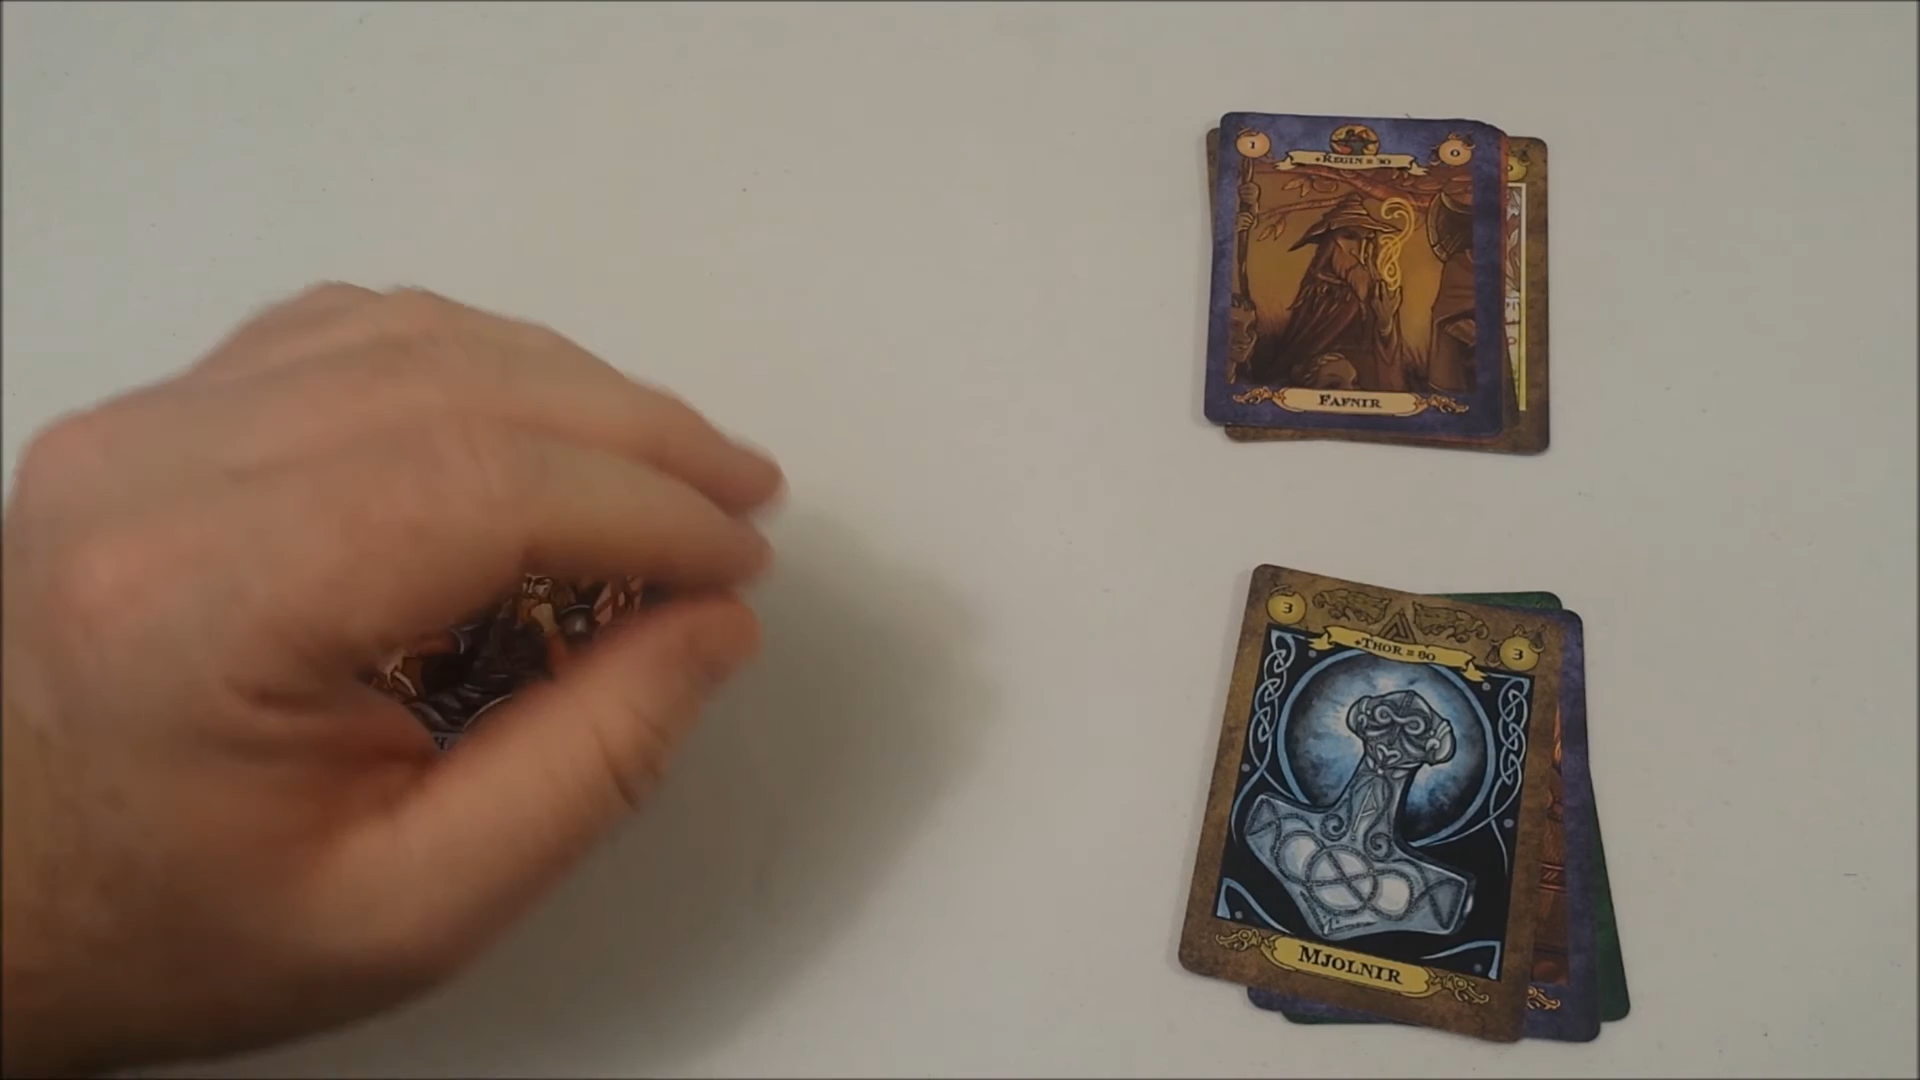 1
0
+REGIN = 30
FAFNIR
3
+THOR = 80
3
MJOLNIR